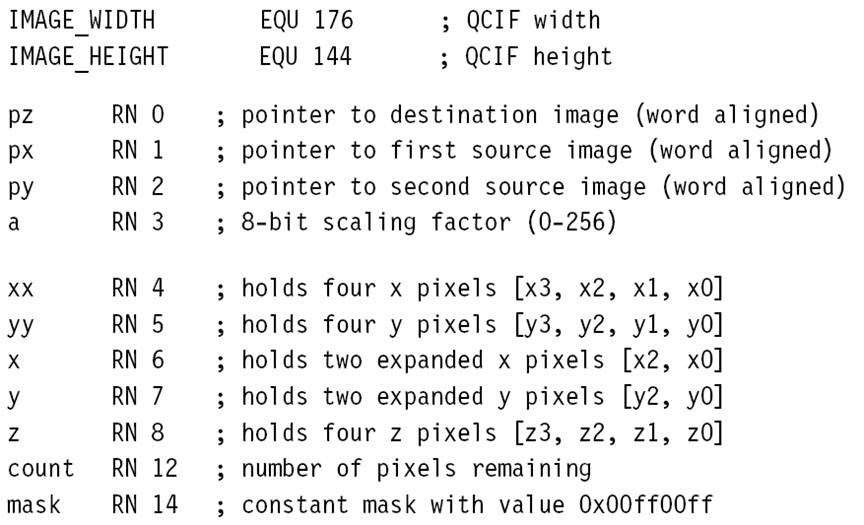 IMAGE_WIDTH EQU 176 ; QCIF width
IMAGE_HEIGHT EQU 144 ; QCIF height
pz RN 0 ; pointer to destination image (word aligned)
px RN 1 ; pointer to first source image (word aligned)
py RN 2 ; pointer to second source image (word aligned)
a RN 3 ; 8-bit scaling factor (0-256)
xx RN 4 ; holds four x pixels [x3, x2, x1, x0]
yy RN 5 ; holds four y pixels [y3, y2, y1, y0]
x RN 6 ; holds two expanded x pixels [x2, x0]
y RN 7 ; holds two expanded y pixels [y2, y0]
z RN 8 ; holds four z pixels [z3, z2, z1, z0]
count RN 12 ; number of pixels remaining
mask RN 14 ; constant mask with value 0x00ff00ff